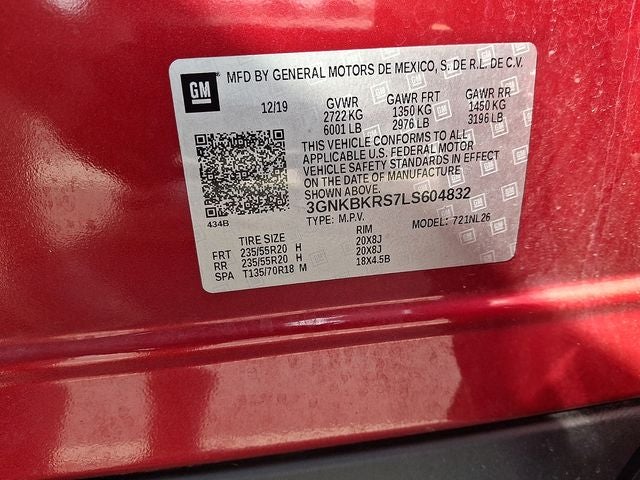 GM
MFD BY GENERAL MOTORS DE MEXICO, S. DE R.L. DE C.V.
12/19 GVWR GAWR FRT GAWR RR
2722 KG 1350 KG 1450 KG
6001 LB 2976 LB 3196 LB
THIS VEHICLE CONFORMS TO ALL
APPLICABLE U.S. FEDERAL MOTOR
VEHICLE SAFETY STANDARDS IN EFFECT
ON THE DATE OF MANUFACTURE
SHOWN ABOVE.
3GNKBKRS7LS604832
434B TYPE: M.P.V. MODEL: 721NL26
TIRE SIZE RIM
FRT 235/55R20 H 20X8J
RR 235/55R20 H 20X8J
SPA T135/70R18 M 18X4.5B